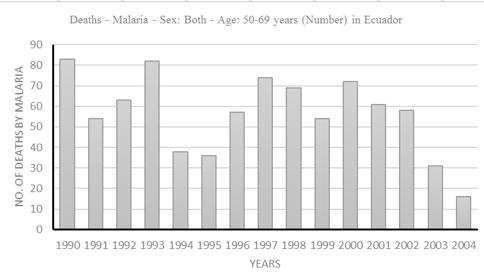 Deaths - Malaria - Sex: Both - Age: 50-69 years (Number) in Ecuador
NO. OF DEATHS BY MALARIA
90
80
70
60
50
40
30
20
10
0
1990 1991 1992 1993 1994 1995 1996 1997 1998 1999 2000 2001 2002 2003 2004
YEARS